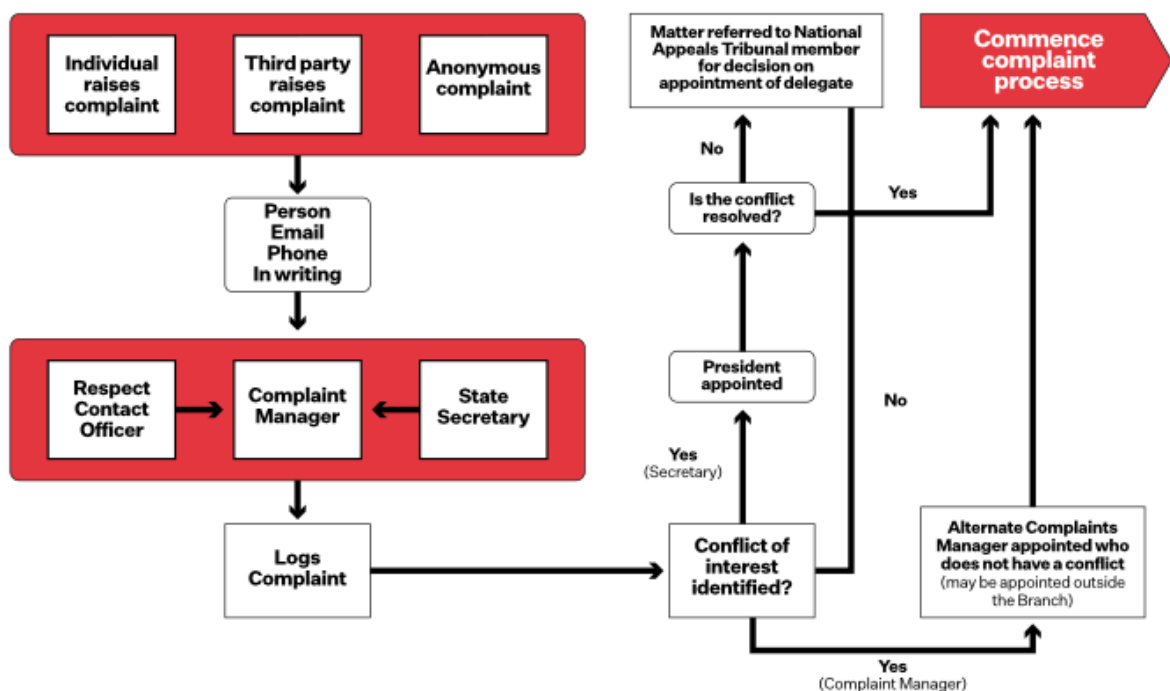 Individual
raises
complaint
Third party
raises
complaint
Anonymous
complaint
Person
Email
Phone
In writing
Respect
Contact
Officer
Complaint
Manager
State
Secretary
Logs
Complaint
Conflict of
interest
identified?
Yes
(Secretary)
President
appointed
Is the conflict
resolved?
No
Matter referred to National
Appeals Tribunal member
for decision on
appointment of delegate
Yes
No
Commence
complaint
process
Alternate Complaints
Manager appointed who
does not have a conflict
(may be appointed outside
the Branch)
Yes
(Complaint Manager)